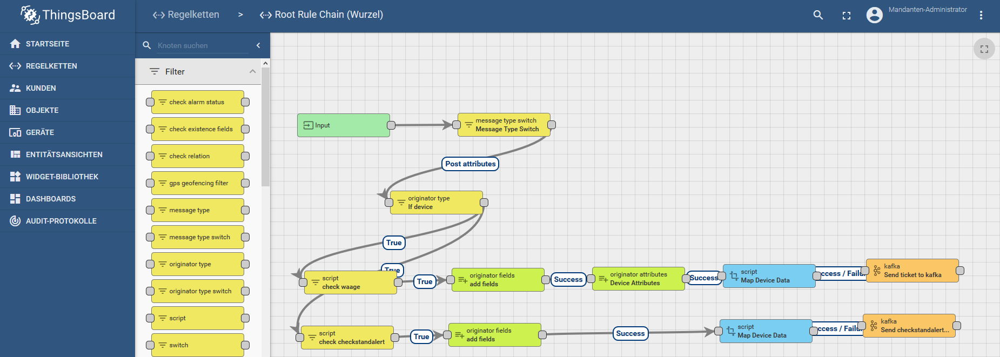 ThingsBoard
Regelketten > Root Rule Chain (Wurzel)
Mandanten-Administrator
STARTSEITE
REGELKETTEN
KUNDEN
OBJEKTE
GERÄTE
ENTITÄTSANSICHTEN
WIDGET-BIBLIOTHEK
DASHBOARDS
AUDIT-PROTOKOLLE
Knoten suchen
Filter
check alarm status
check existence fields
check relation
gps geofencing filter
message type
message type switch
originator type
originator type switch
script
switch
Input
message type switch
Message Type Switch
Post attributes
originator type
If device
True
True
script
check waage
True
originator fields
add fields
Success
originator attributes
Device Attributes
Success
script
Map Device Data
ccess / Failu
kafka
Send ticket to kafka
script
check checkstandalert
True
originator fields
add fields
Success
script
Map Device Data
ccess / Failu
kafka
Send checkstandalert...